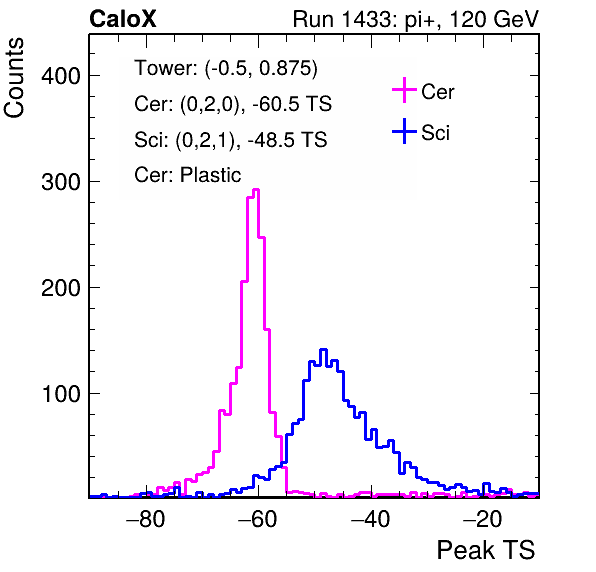 CaloX Run 1433: pi+, 120 GeV
Counts
Tower: (-0.5, 0.875)
Cer: (0,2,0), -60.5 TS
Sci: (0,2,1), -48.5 TS
Cer: Plastic
Cer
Sci
400
300
200
100
−80 −60 −40 −20
Peak TS